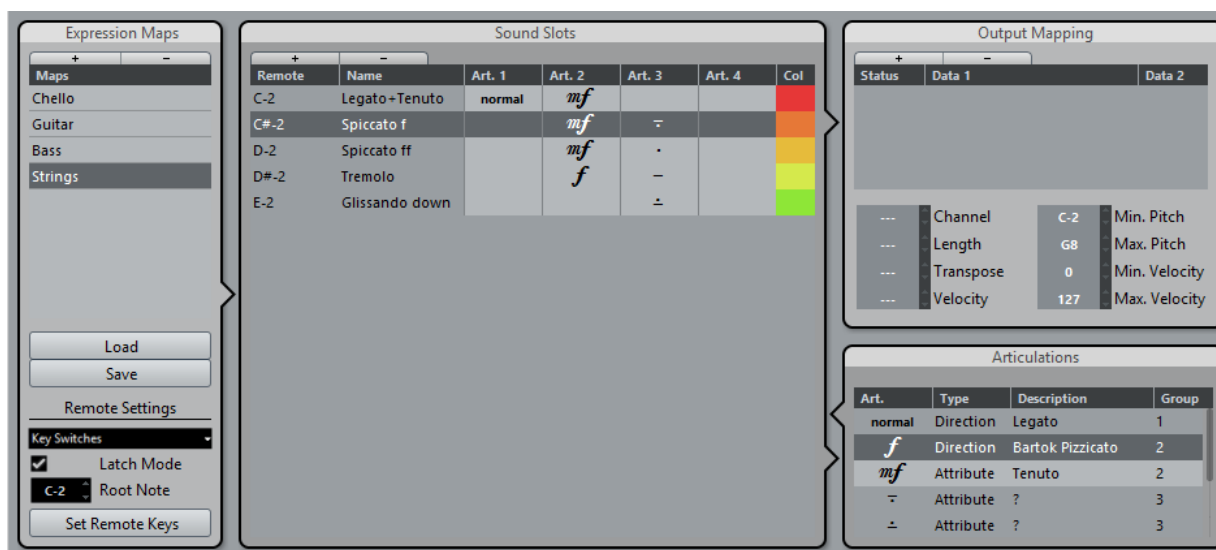 Expression Maps
+ -
Maps
Chello
Guitar
Bass
Strings
Load
Save
Remote Settings
Key Switches
Latch Mode
C-2 Root Note
Set Remote Keys
Sound Slots
+ -
Remote Name Art. 1 Art. 2 Art. 3 Art. 4 Col
C-2 Legato+Tenuto normal mf
C#-2 Spiccato f mf
D-2 Spiccato ff mf
D#-2 Tremolo f
E-2 Glissando down
Output Mapping
+ -
Status Data 1 Data 2
--- Channel C-2 Min. Pitch
--- Length G8 Max. Pitch
--- Transpose 0 Min. Velocity
--- Velocity 127 Max. Velocity
Articulations
Art. Type Description Group
normal Direction Legato 1
f Direction Bartok Pizzicato 2
mf Attribute Tenuto 2
Attribute ? 3
Attribute ? 3